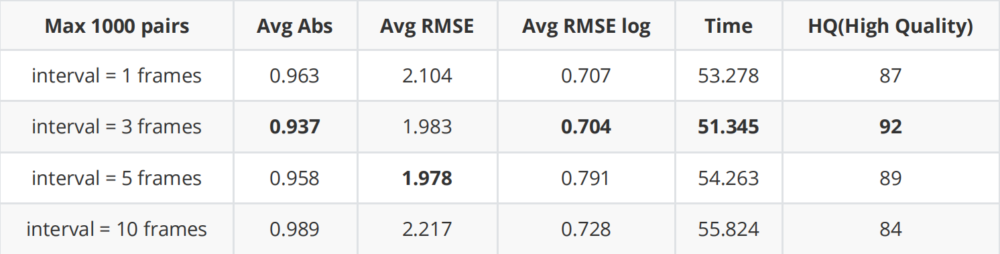 Max 1000 pairs Avg Abs Avg RMSE Avg RMSE log Time HQ(High Quality)
interval = 1 frames 0.963 2.104 0.707 53.278 87
interval = 3 frames 0.937 1.983 0.704 51.345 92
interval = 5 frames 0.958 1.978 0.791 54.263 89
interval = 10 frames 0.989 2.217 0.728 55.824 84